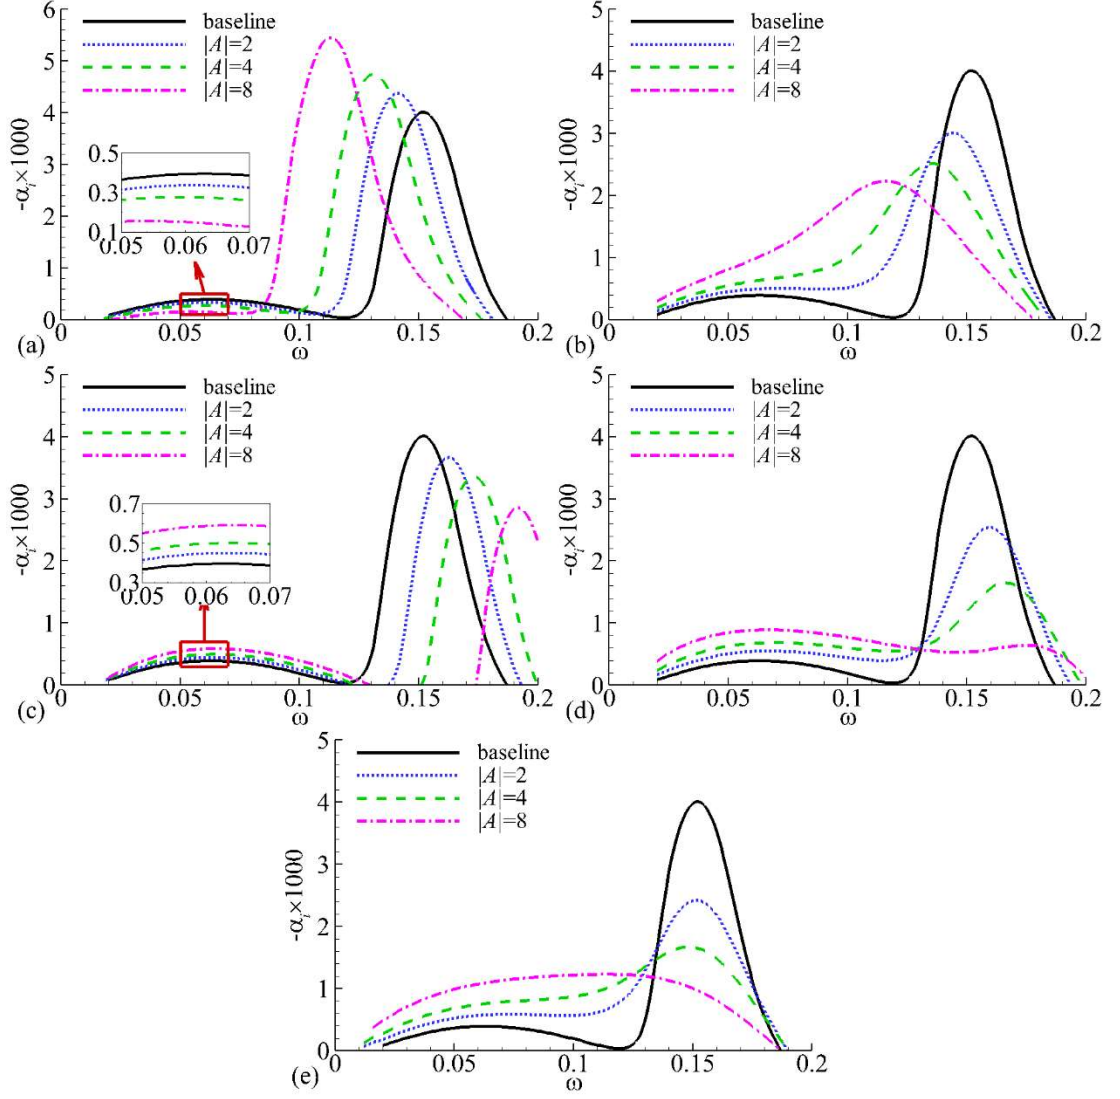 6
5
4
3
2
1
0
-αᵢ×1000
baseline
|A|=2
|A|=4
|A|=8
0.5
0.3
0.1
0.05 0.06 0.07
0 0.05 0.1 0.15 0.2
ω
(a)
5
4
3
2
1
0
-αᵢ×1000
baseline
|A|=2
|A|=4
|A|=8
0 0.05 0.1 0.15 0.2
ω
(b)
5
4
3
2
1
0
-αᵢ×1000
baseline
|A|=2
|A|=4
|A|=8
0.7
0.5
0.3
0.05 0.06 0.07
0 0.05 0.1 0.15 0.2
ω
(c)
5
4
3
2
1
0
-αᵢ×1000
baseline
|A|=2
|A|=4
|A|=8
0 0.05 0.1 0.15 0.2
ω
(d)
5
4
3
2
1
0
-αᵢ×1000
baseline
|A|=2
|A|=4
|A|=8
0 0.05 0.1 0.15 0.2
ω
(e)